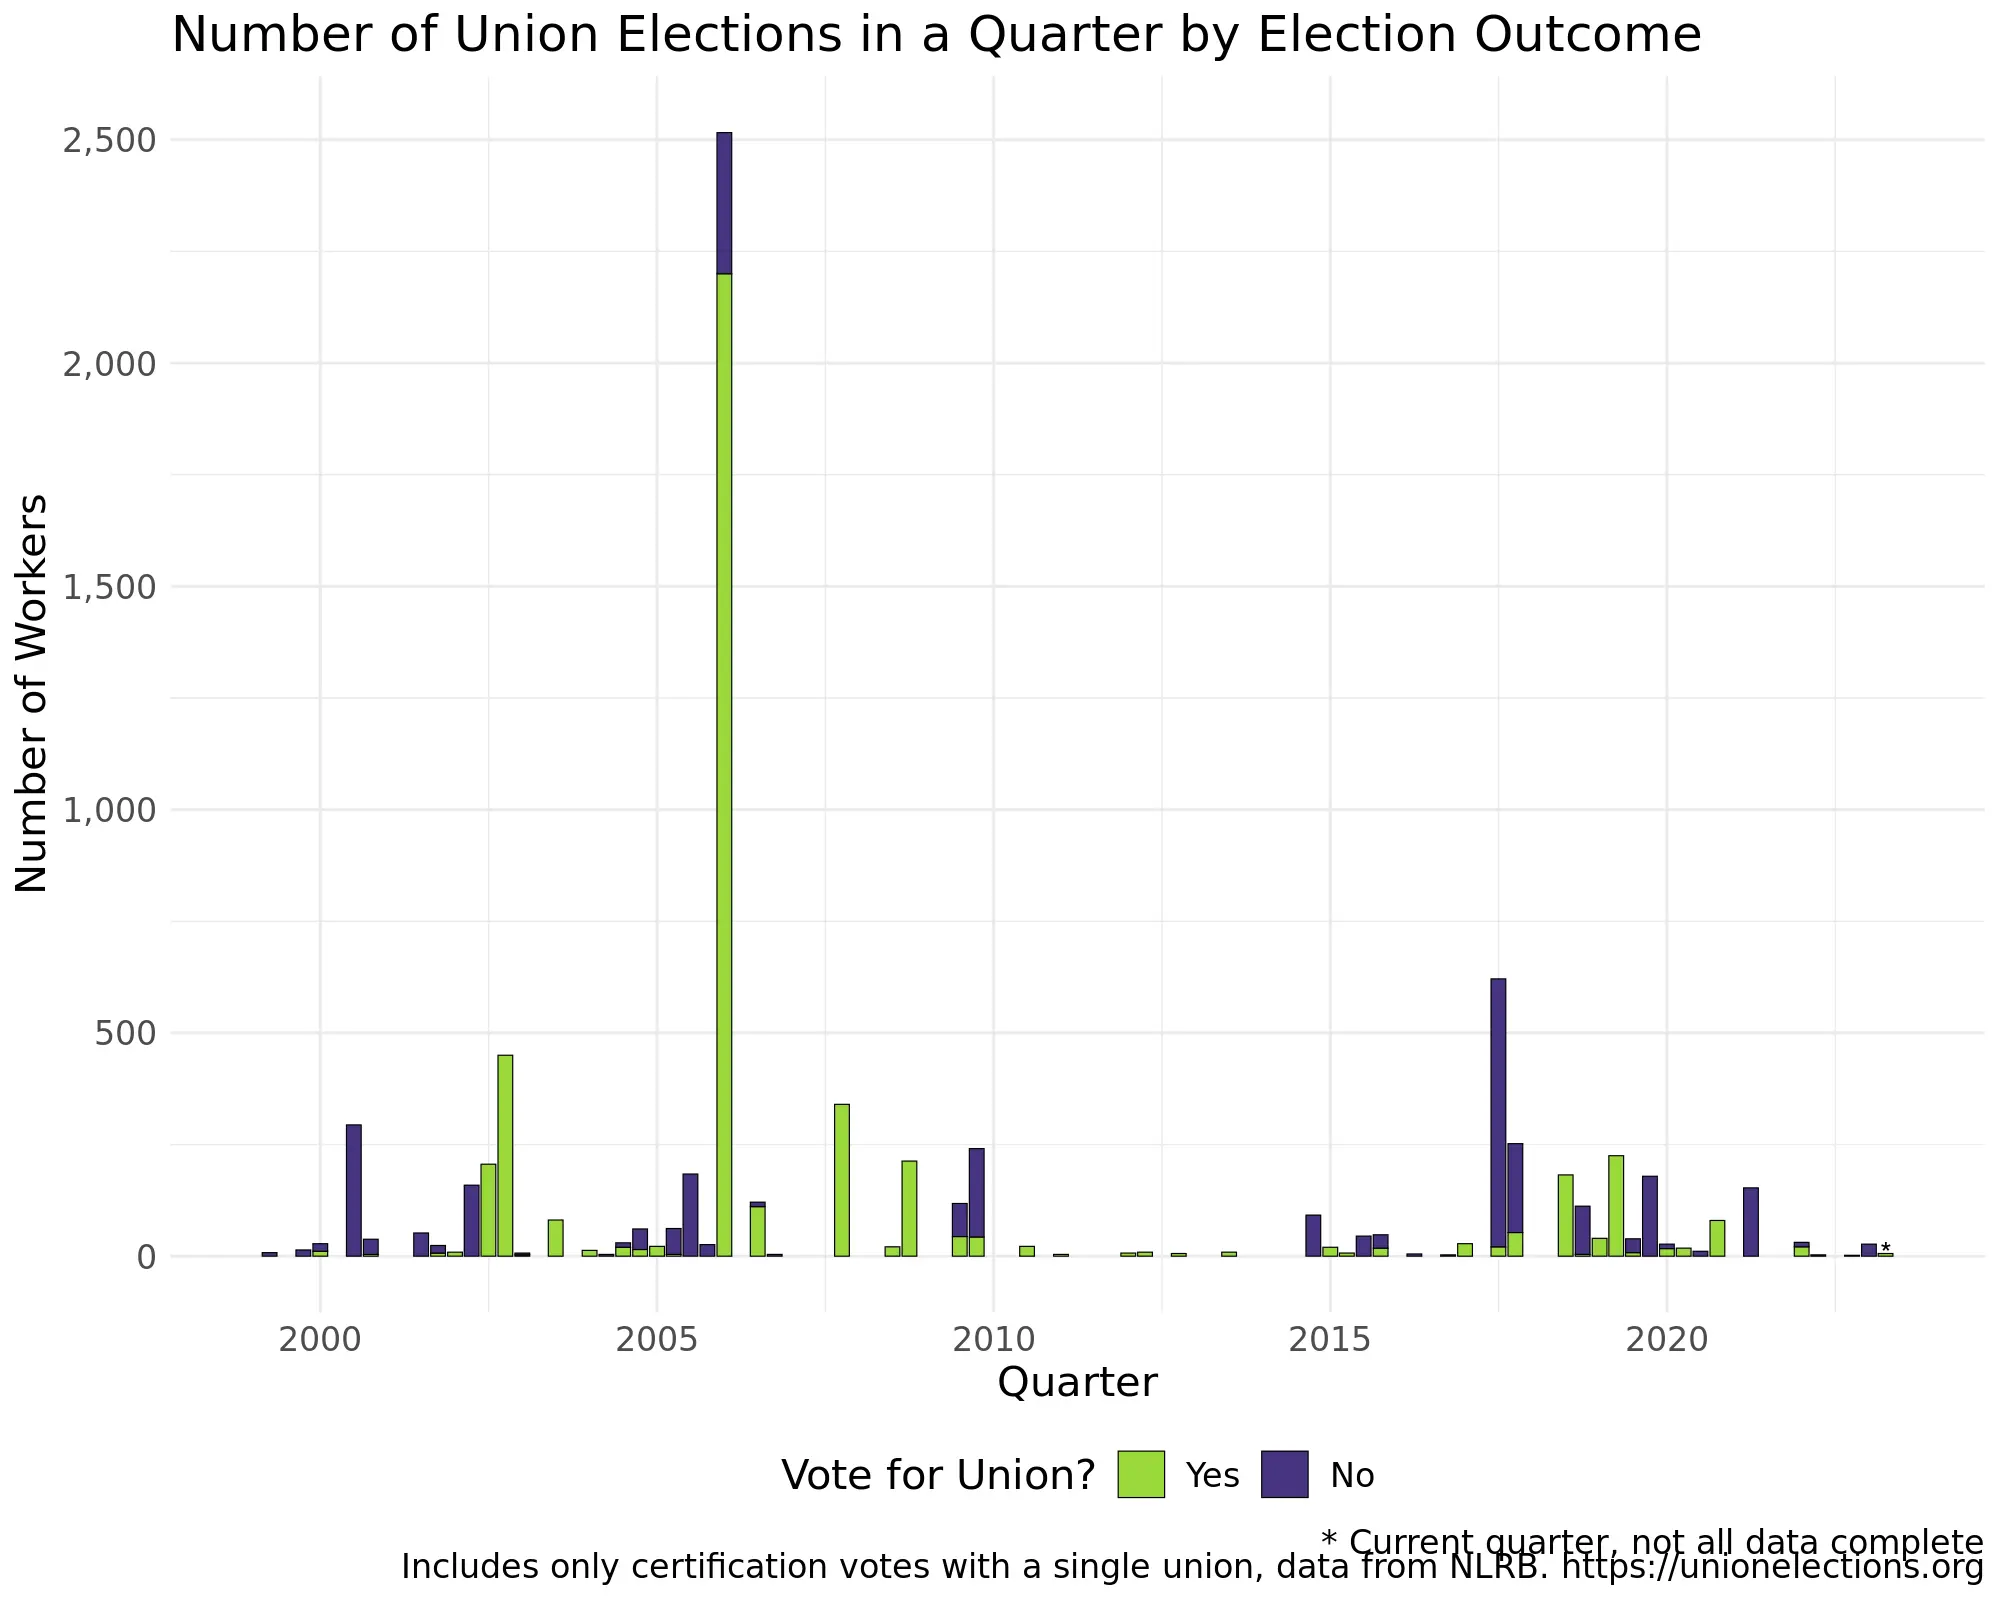 Number of Union Elections in a Quarter by Election Outcome
Number of Workers
2,500
2,000
1,500
1,000
500
0
*
2000 2005 2010 2015 2020
Quarter
Vote for Union? Yes No
* Current quarter, not all data complete
Includes only certification votes with a single union, data from NLRB. https://unionelections.org